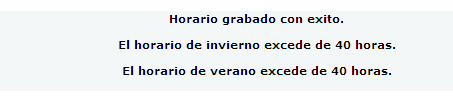 Horario grabado con exito.
El horario de invierno excede de 40 horas.
El horario de verano excede de 40 horas.